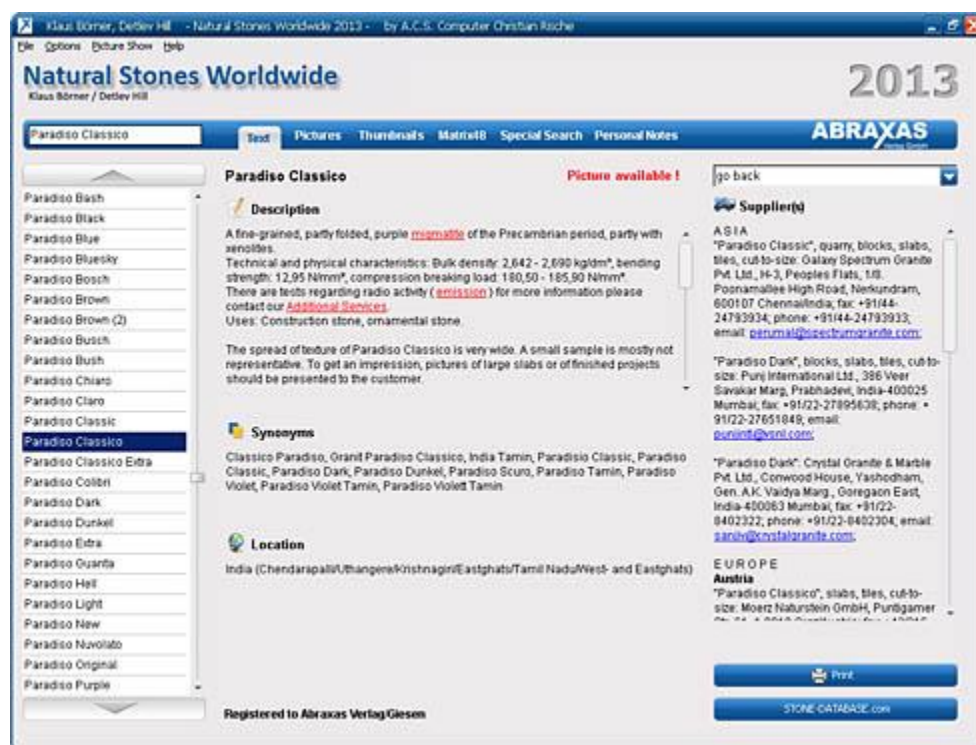 Klaus Börner, Detlev Hill - Natural Stones Worldwide 2013 - by A.C.S. Computer Christian Rische
File Options Picture Show Help
Natural Stones Worldwide
Klaus Börner / Detlev Hill
2013
Paradiso Classico
Text Pictures Thumbnails Matrix48 Special Search Personal Notes
ABRAXAS
Verlag GmbH
Paradiso Bash
Paradiso Black
Paradiso Blue
Paradiso Bluesky
Paradiso Bosch
Paradiso Brown
Paradiso Brown (2)
Paradiso Busch
Paradiso Bush
Paradiso Chiaro
Paradiso Claro
Paradiso Classic
Paradiso Classico
Paradiso Classico Extra
Paradiso Colibri
Paradiso Dark
Paradiso Dunkel
Paradiso Extra
Paradiso Guanta
Paradiso Hell
Paradiso Light
Paradiso New
Paradiso Nuvolato
Paradiso Original
Paradiso Purple
Paradiso Classico
Picture available !
Description
A fine-grained, partly folded, purple migmatite of the Precambrian period, partly with
xenolites.
Technical and physical characteristics: Bulk density: 2,642 - 2,690 kg/dm³, bending
strength: 12,95 N/mm², compression breaking load: 180,50 - 185,90 N/mm².
There are tests regarding radio activity ( emission ) for more information please
contact our Additional Services.
Uses: Construction stone, ornamental stone.
The spread of texture of Paradiso Classico is very wide. A small sample is mostly not
representative. To get an impression, pictures of large slabs or of finished projects
should be presented to the customer.
Synonyms
Classico Paradiso, Granit Paradiso Classico, India Tamin, Paradisio Classic, Paradiso
Classic, Paradiso Dark, Paradiso Dunkel, Paradiso Scuro, Paradiso Tamin, Paradiso
Violet, Paradiso Violet Tamin, Paradiso Violett Tamin
Location
India (Chendarapalli/Uthangere/Krishnagiri/Eastghats/Tamil Nadu/West- and Eastghats)
Registered to Abraxas Verlag/Giesen
go back
Supplier(s)
A S I A
"Paradiso Classic", quarry, blocks, slabs,
tiles, cut-to-size: Galaxy Spectrum Granite
Pvt. Ltd., H-3, Peoples Flats, 1/8.
Poonamallee High Road, Nerkundram,
600107 Chennai/India; fax: +91/44-
24793934; phone: +91/44-24793933;
email: perumal@spectrumgranite.com;
"Paradiso Dark", blocks, slabs, tiles, cut-to-
size: Punj International Ltd., 386 Veer
Savakar Marg, Prabhadevi, India-400025
Mumbai; fax: +91/22-27895638; phone: +
91/22-27651849; email:
punjintl@vsnl.com;
"Paradiso Dark": Crystal Granite & Marble
Pvt. Ltd., Conwood House, Yashodham,
Gen. A.K. Vaidya Marg., Goregaon East,
India-400063 Mumbai; fax: +91/22-
8402322; phone: +91/22-8402304; email:
sanjiv@crystalgranite.com;
E U R O P E
Austria
"Paradiso Classico", slabs, tiles, cut-to-
size: Moerz Naturstein GmbH, Puntigamer
Print
STONE-DATABASE.com